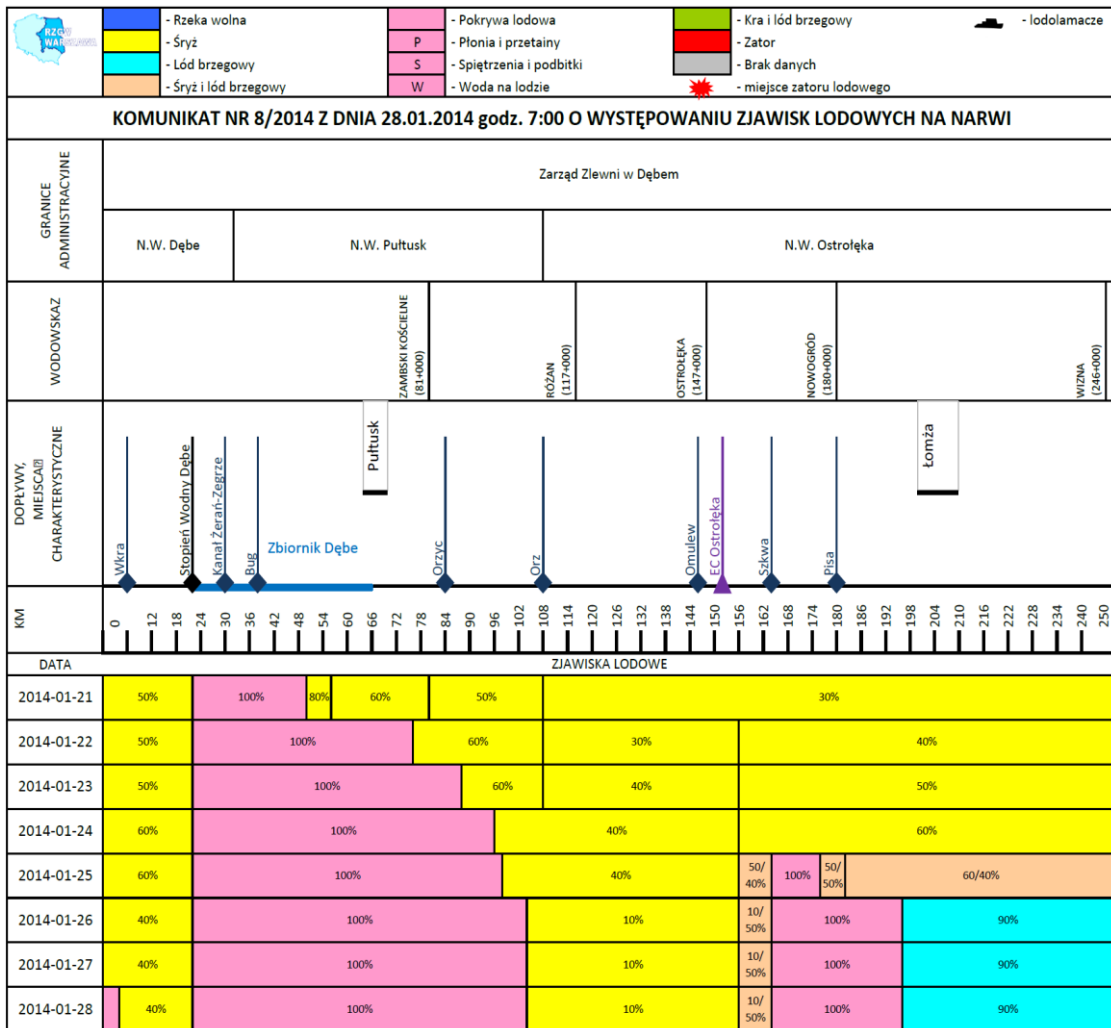 RZGW
WARSZAWA
- Rzeka wolna
- Śryż
- Lód brzegowy
- Śryż i lód brzegowy
- Pokrywa lodowa
P - Płonia i przetainy
S - Spiętrzenia i podbitki
W - Woda na lodzie
- Kra i lód brzegowy
- Zator
- Brak danych
- miejsce zatoru lodowego
- lodolamacze
KOMUNIKAT NR 8/2014 Z DNIA 28.01.2014 godz. 7:00 O WYSTĘPOWANIU ZJAWISK LODOWYCH NA NARWI
GRANICE
ADMINISTRACYJNE
Zarząd Zlewni w Dębem
N.W. Dębe
N.W. Pułtusk
N.W. Ostrołęka
WODOWSKAZ
ZAMBSKI KOŚCIELNE
(81+000)
RÓŻAN
(117+000)
OSTROŁĘKA
(147+000)
NOWOGRÓD
(180+000)
WIZNA
(246+000)
DOPŁYWY,
MIEJSCA
CHARAKTERYSTYCZNE
Wkra
Stopień Wodny Dębe
Kanał Żerań-Zegrze
Bug
Zbiornik Dębe
Pułtusk
Orzyc
Orz
Omulew
EC Ostrołęka
Szkwa
Pisa
Łomża
KM
0 12 18 24 30 36 42 48 54 60 66 72 78 84 90 96 102 108 114 120 126 132 138 144 150 156 162 168 174 180 186 192 198 204 210 216 222 228 234 240 250
DATA ZJAWISKA LODOWE
2014-01-21 50% 100% 80% 60% 50% 30%
2014-01-22 50% 100% 60% 30% 40%
2014-01-23 50% 100% 60% 40% 50%
2014-01-24 60% 100% 40% 60%
2014-01-25 60% 100% 40% 50/40% 100% 50/50% 60/40%
2014-01-26 40% 100% 10% 10/50% 100% 90%
2014-01-27 40% 100% 10% 10/50% 100% 90%
2014-01-28 40% 100% 10% 10/50% 100% 90%